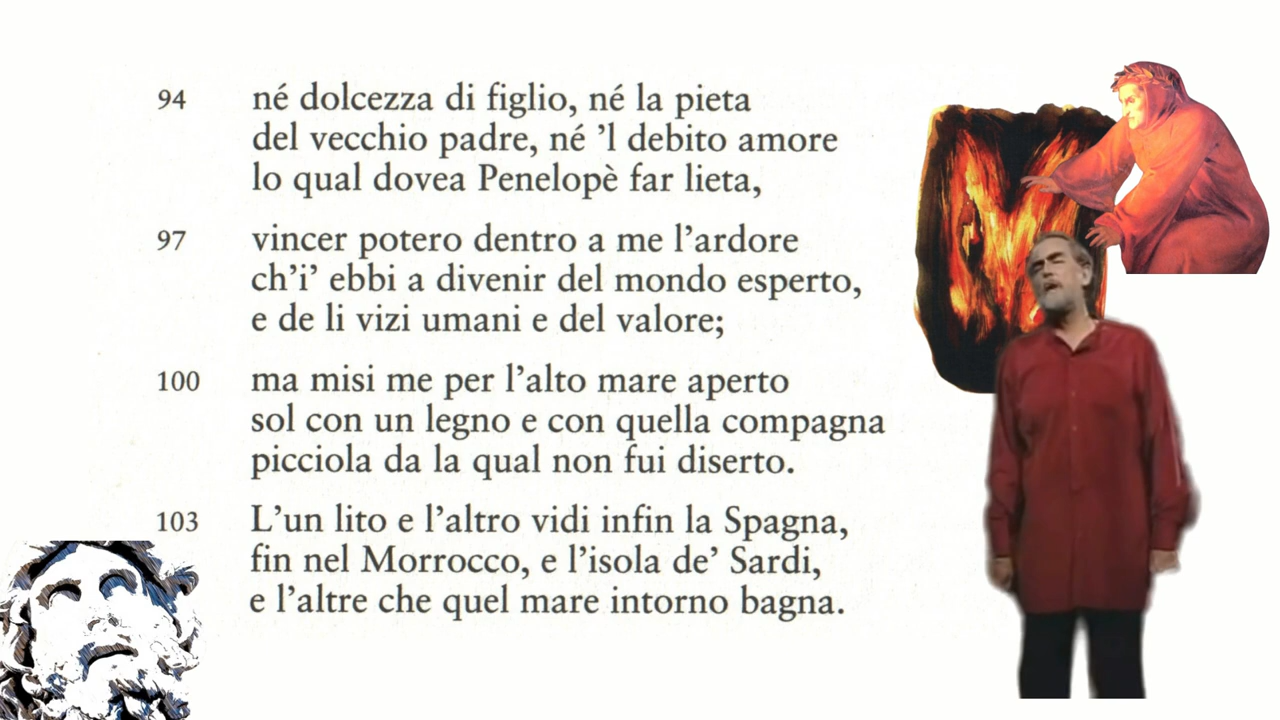 94 né dolcezza di figlio, né la pieta
del vecchio padre, né ’l debito amore
lo qual dovea Penelopè far lieta,
97 vincer potero dentro a me l’ardore
ch’i’ ebbi a divenir del mondo esperto,
e de li vizi umani e del valore;
100 ma misi me per l’alto mare aperto
sol con un legno e con quella compagna
picciola da la qual non fui diserto.
103 L’un lito e l’altro vidi infin la Spagna,
fin nel Morrocco, e l’isola de’ Sardi,
e l’altre che quel mare intorno bagna.